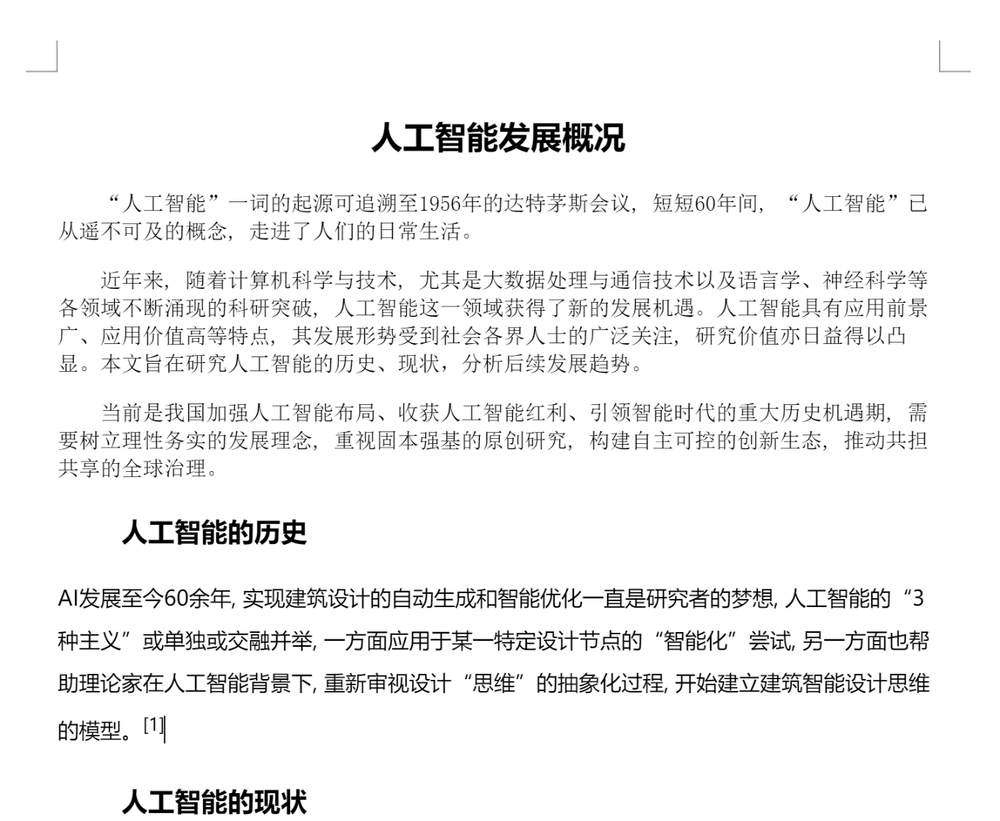 人工智能发展概况
“人工智能”一词的起源可追溯至1956年的达特茅斯会议, 短短60年间, “人工智能”已
从遥不可及的概念, 走进了人们的日常生活。
近年来, 随着计算机科学与技术, 尤其是大数据处理与通信技术以及语言学、神经科学等
各领域不断涌现的科研突破, 人工智能这一领域获得了新的发展机遇。人工智能具有应用前景
广、应用价值高等特点, 其发展形势受到社会各界人士的广泛关注, 研究价值亦日益得以凸
显。本文旨在研究人工智能的历史、现状，分析后续发展趋势。
当前是我国加强人工智能布局、收获人工智能红利、引领智能时代的重大历史机遇期, 需
要树立理性务实的发展理念, 重视固本强基的原创研究, 构建自主可控的创新生态, 推动共担
共享的全球治理。
人工智能的历史
AI发展至今60余年, 实现建筑设计的自动生成和智能优化一直是研究者的梦想, 人工智能的“3
种主义”或单独或交融并举, 一方面应用于某一特定设计节点的“智能化”尝试, 另一方面也帮
助理论家在人工智能背景下, 重新审视设计“思维”的抽象化过程, 开始建立建筑智能设计思维
的模型。[1]
人工智能的现状